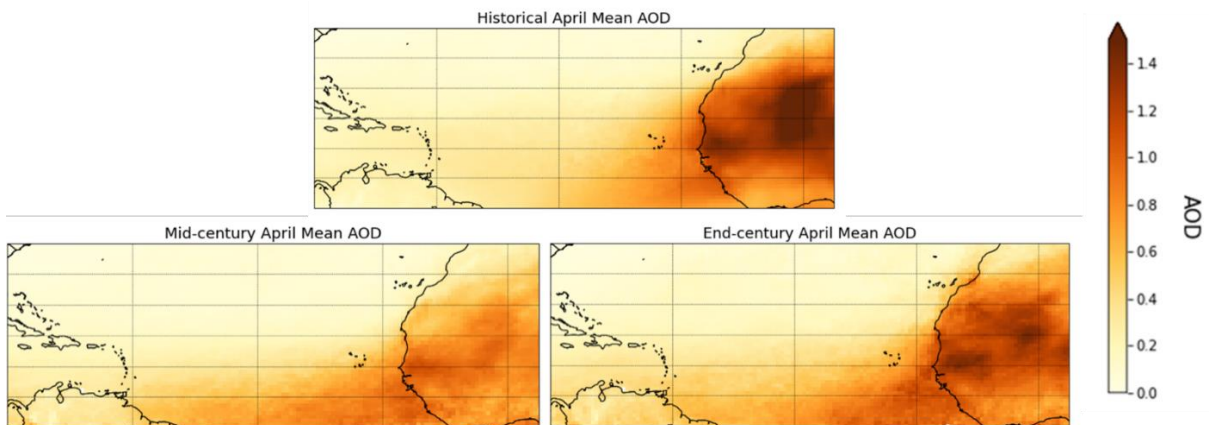 Historical April Mean AOD
Mid-century April Mean AOD
End-century April Mean AOD
1.4
1.2
1.0
0.8
0.6
0.4
0.2
0.0
AOD